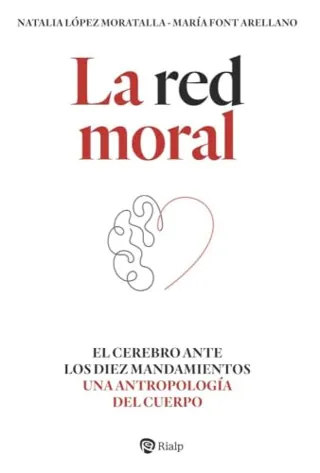 NATALIA LÓPEZ MORATALLA - MARÍA FONT ARELLANO
La red
moral
EL CEREBRO ANTE
LOS DIEZ MANDAMIENTOS
UNA ANTROPOLOGÍA
DEL CUERPO
Rialp